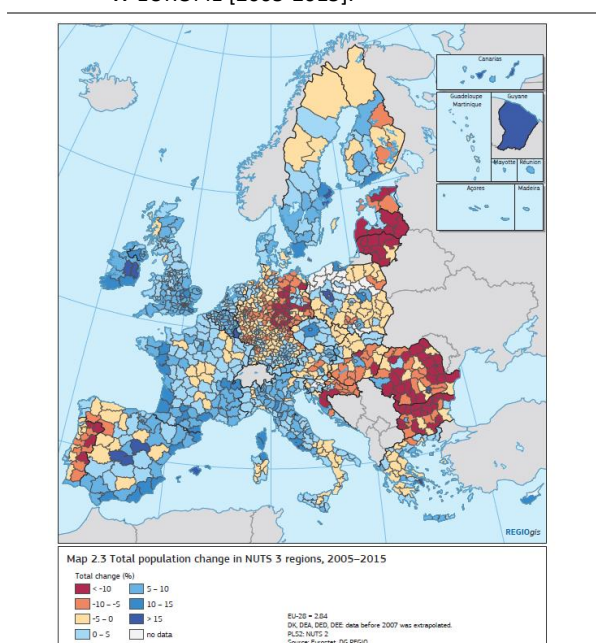 Canarias
Guadeloupe
Martinique
Guyane
Mayotte
Réunion
Açores
Madeira
REGIOgis
Map 2.3 Total population change in NUTS 3 regions, 2005–2015
Total change (%)
< -10
-10 – -5
-5 – 0
0 – 5
5 – 10
10 – 15
> 15
no data
EU-28 = 2.84
DK, DEA, DED, DEE: data before 2007 was extrapolated.
PL52: NUTS 2
Source: Eurostat, DG REGIO